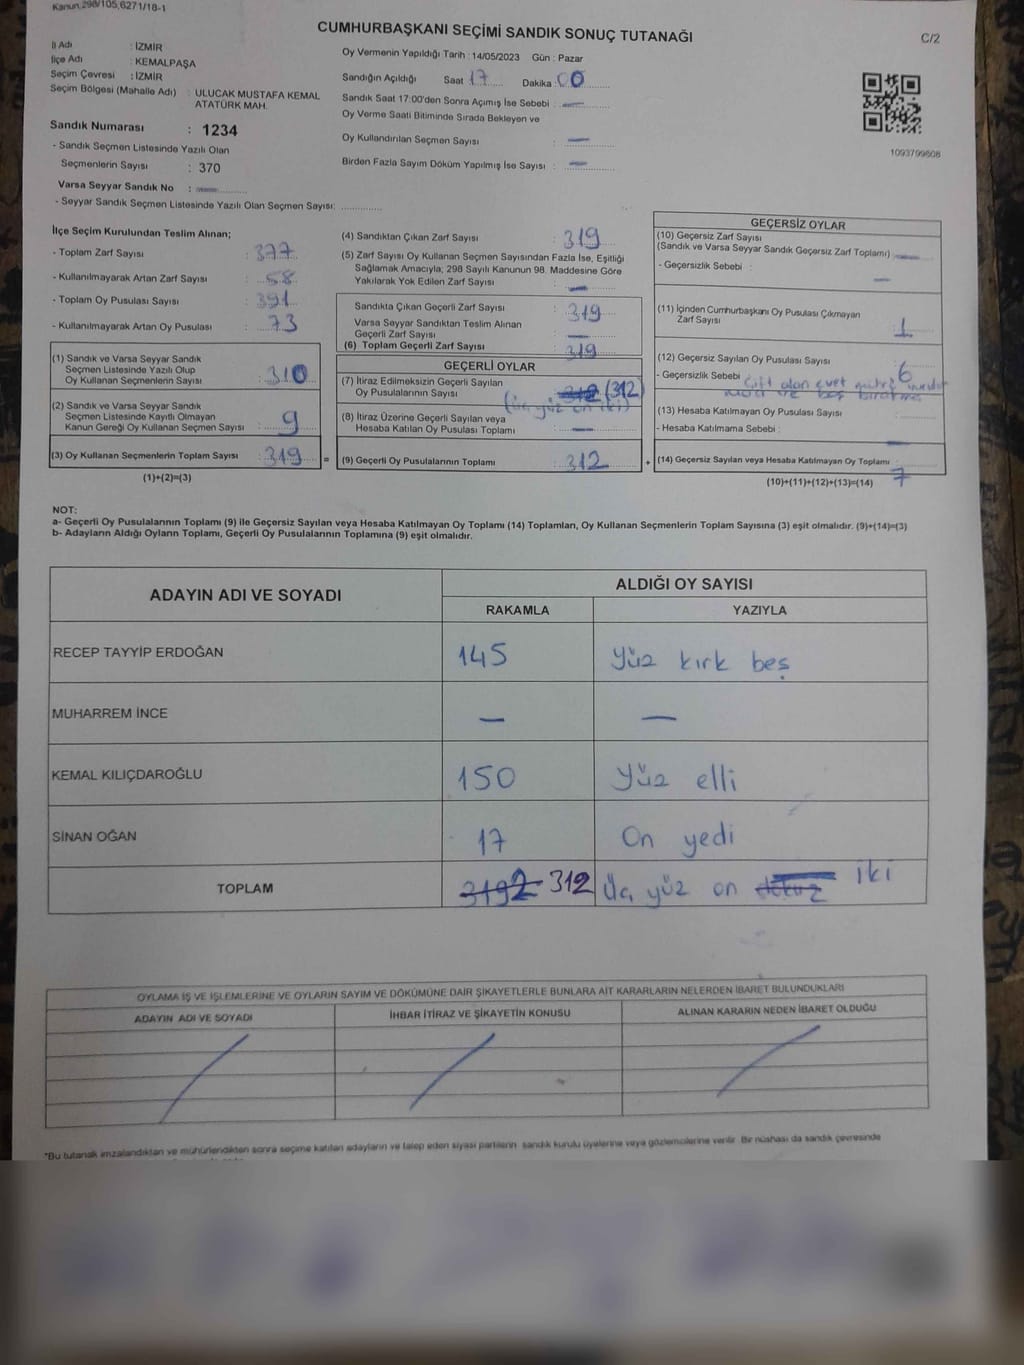 Kanun,298/105,6271/18-1
CUMHURBAŞKANI SEÇİMİ SANDIK SONUÇ TUTANAĞI
C/2
İl Adı : İZMİR
İlçe Adı : KEMALPAŞA
Seçim Çevresi : İZMİR
Seçim Bölgesi (Mahalle Adı) : ULUCAK MUSTAFA KEMAL
ATATÜRK MAH.
Sandık Numarası : 1234
- Sandık Seçmen Listesinde Yazılı Olan
Seçmenlerin Sayısı : 370
Varsa Seyyar Sandık No : —
- Seyyar Sandık Seçmen Listesinde Yazılı Olan Seçmen Sayısı:
Oy Vermenin Yapıldığı Tarih : 14/05/2023 Gün : Pazar
Sandığın Açıldığı Saat 17 Dakika : 00
Sandık Saat 17:00'den Sonra Açımış İse Sebebi : —
Oy Verme Saati Bitiminde Sırada Bekleyen ve
Oy Kullandırılan Seçmen Sayısı : —
Birden Fazla Sayım Döküm Yapılmış İse Sayısı : —
1093799608
İlçe Seçim Kurulundan Teslim Alınan;
- Toplam Zarf Sayısı : 377
- Kullanılmayarak Artan Zarf Sayısı : 58
- Toplam Oy Pusulası Sayısı : 391
- Kullanılmayarak Artan Oy Pusulası : 73
(1) Sandık ve Varsa Seyyar Sandık
Seçmen Listesinde Yazılı Olup
Oy Kullanan Seçmenlerin Sayısı : 310
(2) Sandık ve Varsa Seyyar Sandık
Seçmen Listesinde Kayıtlı Olmayan
Kanun Gereği Oy Kullanan Seçmen Sayısı : 9
(3) Oy Kullanan Seçmenlerin Toplam Sayısı : 319
(1)+(2)=(3)
(4) Sandıktan Çıkan Zarf Sayısı : 319
(5) Zarf Sayısı Oy Kullanan Seçmen Sayısından Fazla İse, Eşitliği
Sağlamak Amacıyla; 298 Sayılı Kanunun 98. Maddesine Göre
Yakılarak Yok Edilen Zarf Sayısı : —
Sandıkta Çıkan Geçerli Zarf Sayısı : 319
Varsa Seyyar Sandıktan Teslim Alınan
Geçerli Zarf Sayısı : —
(6) Toplam Geçerli Zarf Sayısı : 319
GEÇERLİ OYLAR
(7) İtiraz Edilmeksizin Geçerli Sayılan
Oy Pusulalarının Sayısı : 312 (312)
(üç yüz on iki)
(8) İtiraz Üzerine Geçerli Sayılan veya
Hesaba Katılan Oy Pusulası Toplamı : —
= (9) Geçerli Oy Pusulalarının Toplamı : 312 +
GEÇERSİZ OYLAR
(10) Geçersiz Zarf Sayısı
(Sandık ve Varsa Seyyar Sandık Geçersiz Zarf Toplamı) : —
- Geçersizlik Sebebi : —
(11) İçinden Cumhurbaşkanı Oy Pusulası Çıkmayan
Zarf Sayısı : 1
(12) Geçersiz Sayılan Oy Pusulası Sayısı : 6
- Geçersizlik Sebebi : Çift olan evet
(13) Hesaba Katılmayan Oy Pusulası Sayısı :
- Hesaba Katılmama Sebebi : —
(14) Geçersiz Sayılan veya Hesaba Katılmayan Oy Toplamı : 7
(10)+(11)+(12)+(13)=(14)
NOT:
a- Geçerli Oy Pusulalarının Toplamı (9) ile Geçersiz Sayılan veya Hesaba Katılmayan Oy Toplamı (14) Toplamları, Oy Kullanan Seçmenlerin Toplam Sayısına (3) eşit olmalıdır. (9)+(14)=(3)
b- Adayların Aldığı Oyların Toplamı, Geçerli Oy Pusulalarının Toplamına (9) eşit olmalıdır.
ADAYIN ADI VE SOYADI
ALDIĞI OY SAYISI
RAKAMLA YAZIYLA
RECEP TAYYİP ERDOĞAN 145 Yüz kırk beş
MUHARREM İNCE — —
KEMAL KILIÇDAROĞLU 150 Yüz elli
SİNAN OĞAN 17 On yedi
TOPLAM 3192 312 Üç yüz on dokuz iki
OYLAMA İŞ VE İŞLEMLERİNE VE OYLARIN SAYIM VE DÖKÜMÜNE DAİR ŞİKAYETLERLE BUNLARA AİT KARARLARIN NELERDEN İBARET BULUNDUKLARI
ADAYIN ADI VE SOYADI İHBAR İTİRAZ VE ŞİKAYETİN KONUSU ALINAN KARARIN NEDEN İBARET OLDUĞU
*Bu tutanak imzalandıktan ve mühürlendikten sonra seçime katılan adayların ve talep eden siyasi partilerin sandık kurulu üyelerine veya gözlemcilerine verilir. Bir nüshası da sandık çevresinde